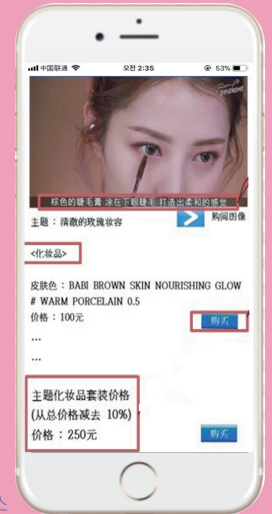 中国联通 오전 2:35 53%
棕色的睫毛膏 涂在下眼睫毛 打造出柔和的感觉
主题：清澈的玫瑰妆容
购阅图像
<化妆品>
皮肤色：BABI BROWN SKIN NOURISHING GLOW
# WARM PORCELAIN 0.5
价格：100元
购买
...
...
主题化妆品套装价格
(从总价格减去 10%)
价格：250元
购买